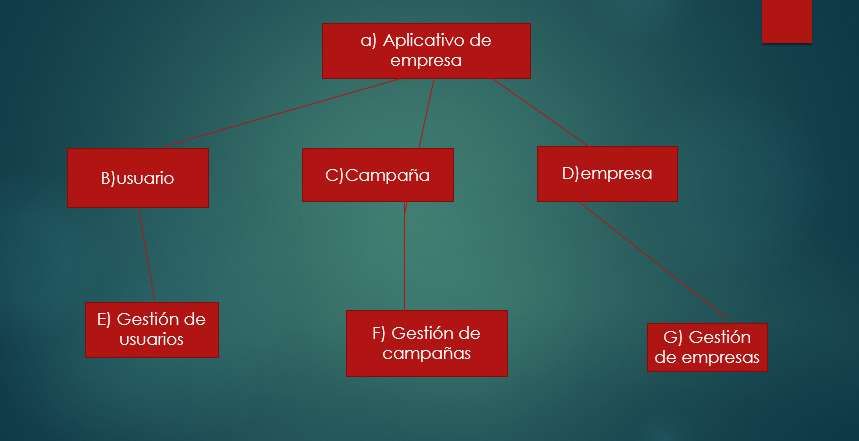 a) Aplicativo de
empresa
B)usuario
C)Campaña
D)empresa
E) Gestión de
usuarios
F) Gestión de
campañas
G) Gestión
de empresas